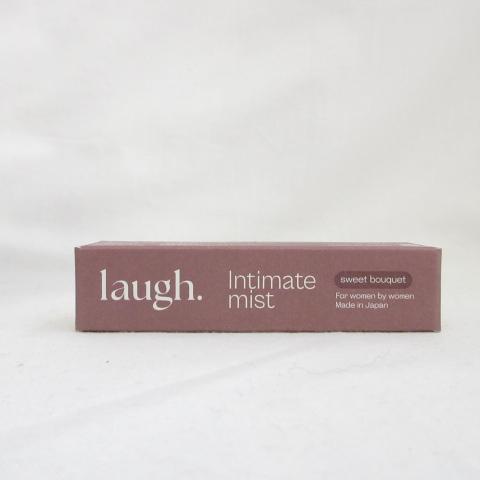 laugh.
Intimate
mist
sweet bouquet
For women by women
Made in Japan